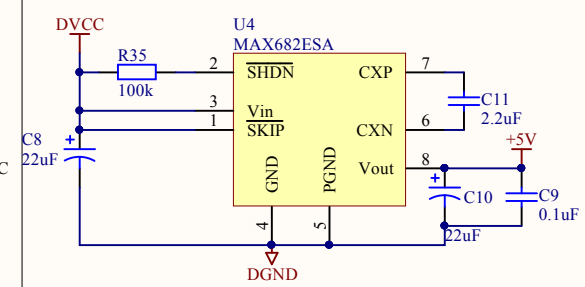 DVCC
U4
MAX682ESA
R35
100k
2
SHDN
CXP
7
3
Vin
1
SKIP
CXN
6
C11
2.2uF
+5V
C8
22uF
+
C
Vout
8
GND
PGND
4
5
+
C10
22uF
C9
0.1uF
DGND